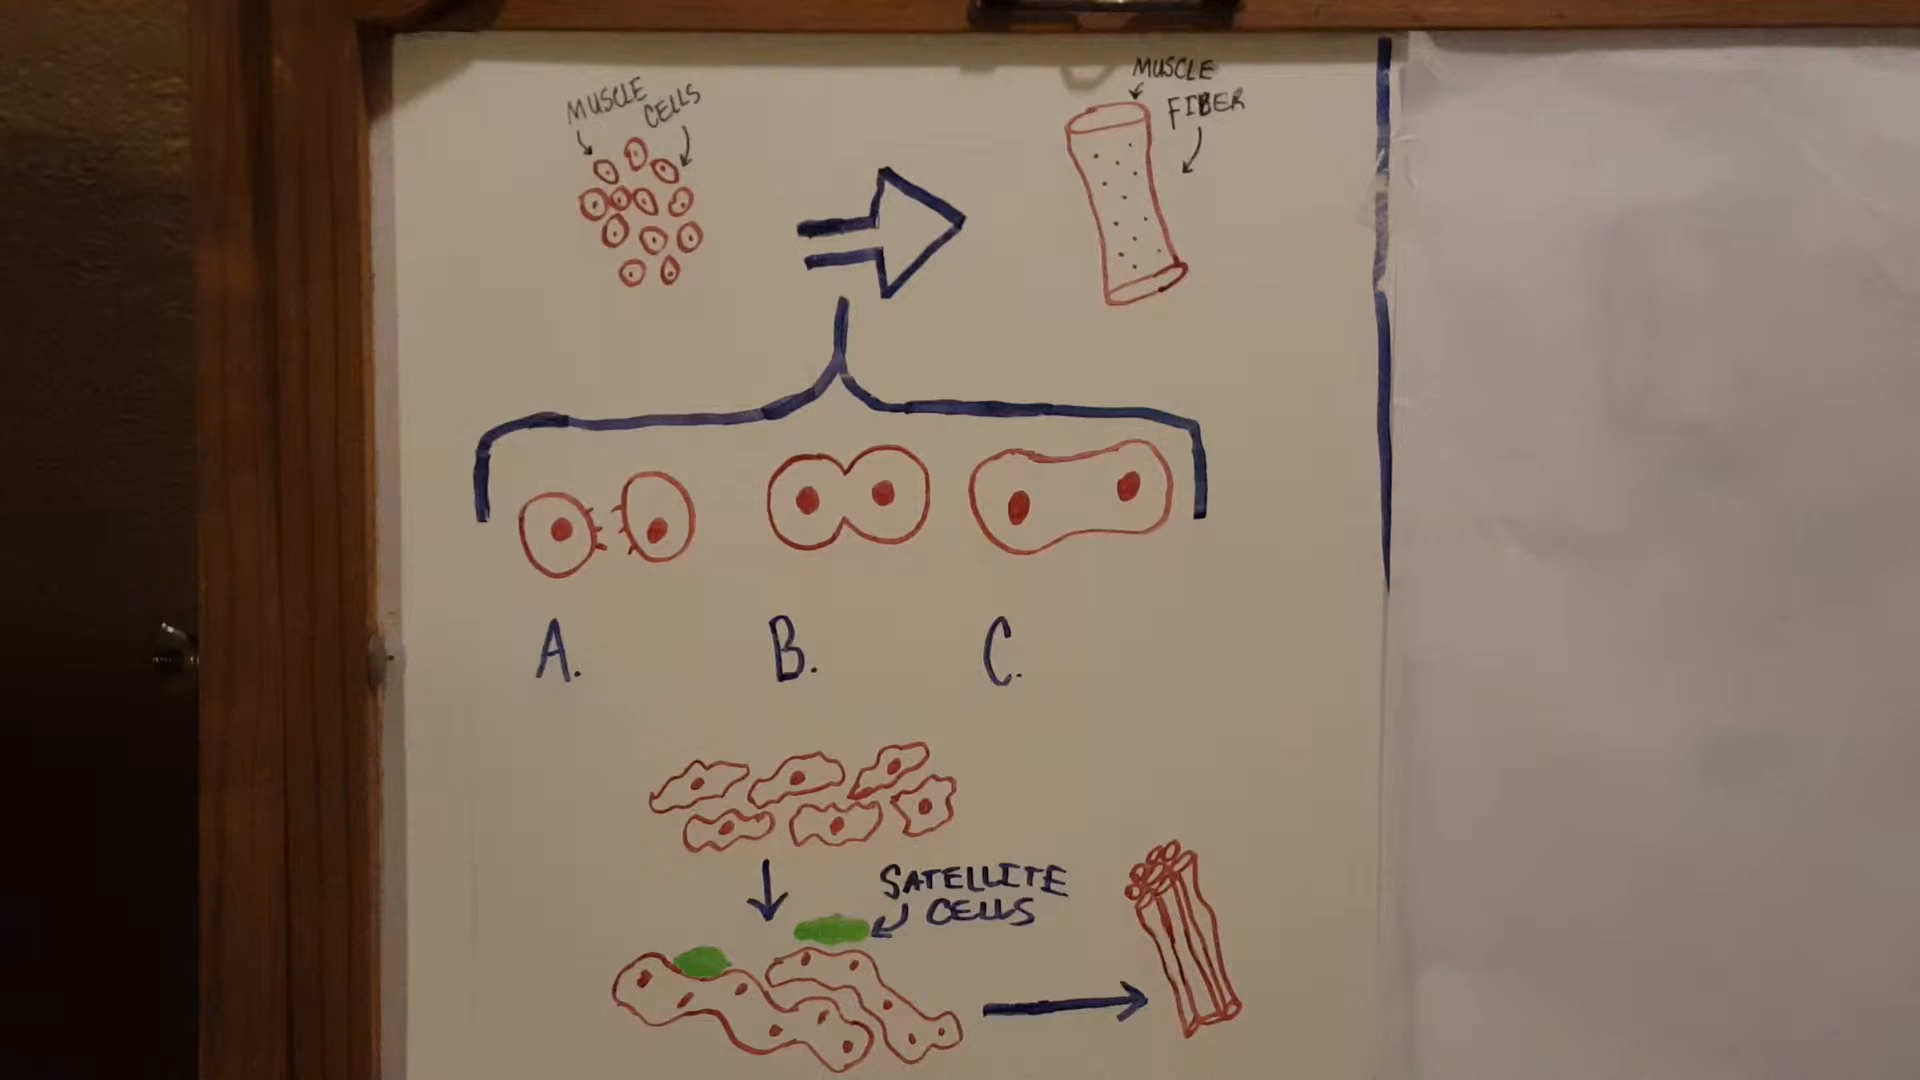 MUSCLE
CELLS
MUSCLE
FIBER
A. B. C.
SATELLITE
CELLS